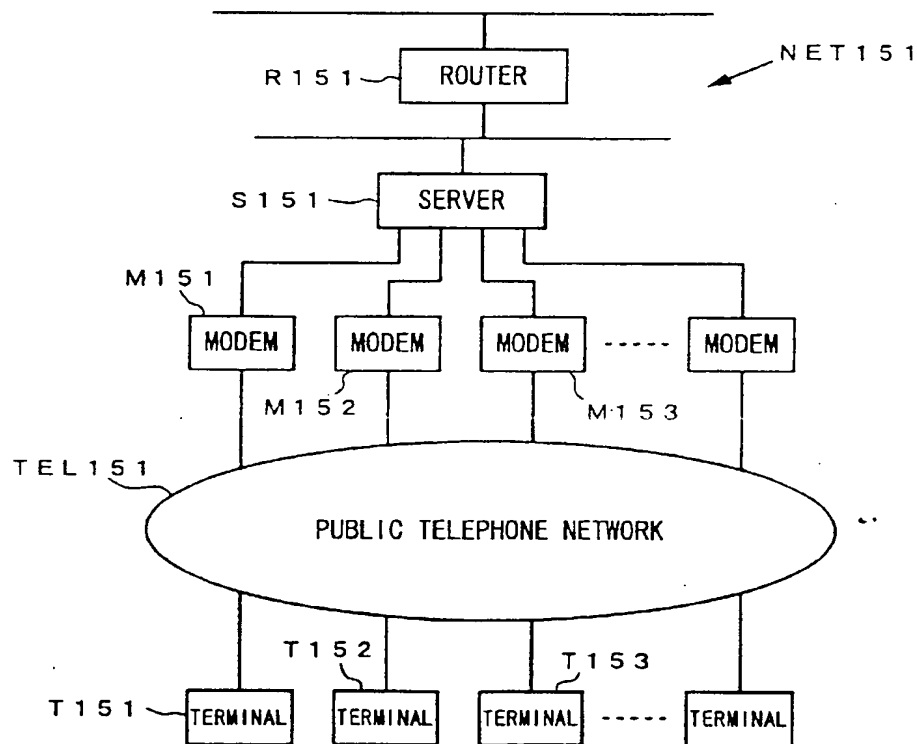 NET151
R151 ROUTER
S151 SERVER
M151
MODEM MODEM MODEM ----- MODEM
M152 M153
TEL151
PUBLIC TELEPHONE NETWORK
T152 T153
T151 TERMINAL TERMINAL TERMINAL ----- TERMINAL